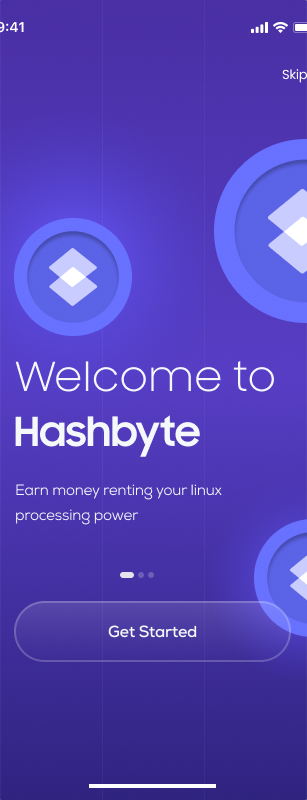 9:41
Skip
Welcome to
Hashbyte
Earn money renting your linux
processing power
Get Started